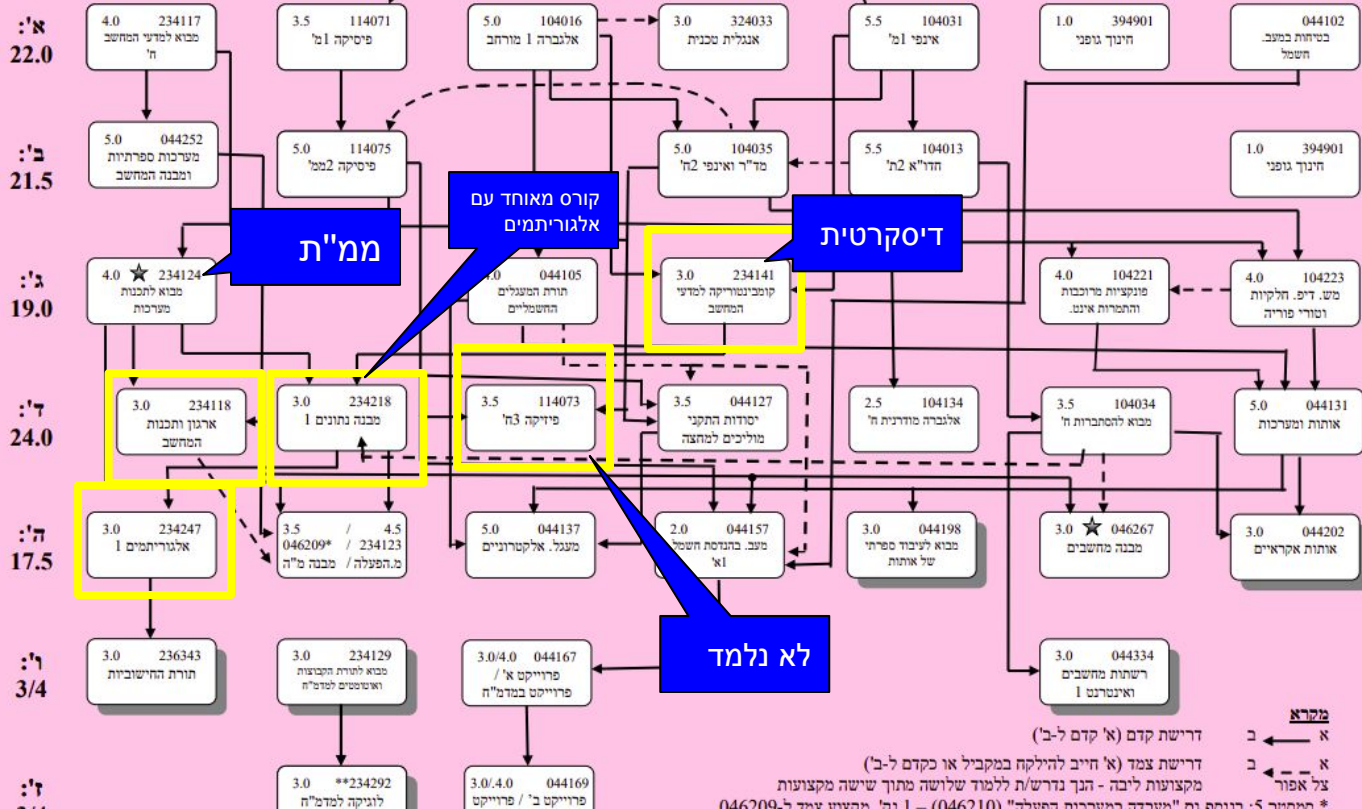 א':
22.0
044102
בטיחות במעב.
חשמל
1.0 394901
חינוך גופני
5.5 104031
אינפי 1מ'
3.0 324033
אנגלית טכנית
5.0 104016
אלגברה 1 מורחב
3.5 114071
פיסיקה 1מ'
4.0 234117
מבוא למדעי המחשב
ח'
ב':
21.5
1.0 394901
חינוך גופני
5.5 104013
חדו"א 2ת'
5.0 104035
מד"ר ואינפי 2ח'
5.0 114075
פיסיקה 2ממ'
5.0 044252
מערכות ספרתיות
ומבנה המחשב
קורס מאוחד עם
אלגוריתמים
ממ"ת
דיסקרטית
ג':
19.0
4.0 104223
מש. דיפ. חלקיות
וטורי פוריה
4.0 104221
פונקציות מרוכבות
והתמרות אינט.
3.0 234141
קומבינטוריקה למדעי
המחשב
4.0 044105
תורת המעגלים
החשמליים
4.0 234124
מבוא לתכנות
מערכות
ד':
24.0
5.0 044131
אותות ומערכות
3.5 104034
מבוא להסתברות ח'
2.5 104134
אלגברה מודרנית ח'
3.5 044127
יסודות התקני
מוליכים למחצה
3.5 114073
פיזיקה 3ח'
3.0 234218
מבנה נתונים 1
3.0 234118
ארגון ותכנות
המחשב
ה':
17.5
3.0 044202
אותות אקראיים
3.0 046267
מבנה מחשבים
3.0 044198
מבוא לעיבוד ספרתי
של אותות
2.0 044157
מעב. בהנדסת חשמל
1א'
5.0 044137
מעגל. אלקטרוניים
3.5 / 4.5
046209* / 234123
מ.הפעלה / מבנה מ"ה
3.0 234247
אלגוריתמים 1
לא נלמד
ו':
3/4
3.0 044334
רשתות מחשבים
ואינטרנט 1
3.0/4.0 044167
פרוייקט א' /
פרוייקט במדמ"ח
3.0 234129
מבוא לתורת הקבוצות
ואוטומטים למדמ"ח
3.0 236343
תורת החישוביות
מקרא
א ב דרישת קדם (א' קדם ל-ב')
א ב דרישת צמד (א' חייב להילקח במקביל או כקדם ל-ב')
צל אפור מקצועות ליבה - הנך נדרש/ת ללמוד שלושה מתוך שישה מקצועות
ז':
3.0/.4.0 044169
פרוייקט ב' / פרוייקט
3.0 **234292
לוגיקה למדמ"ח